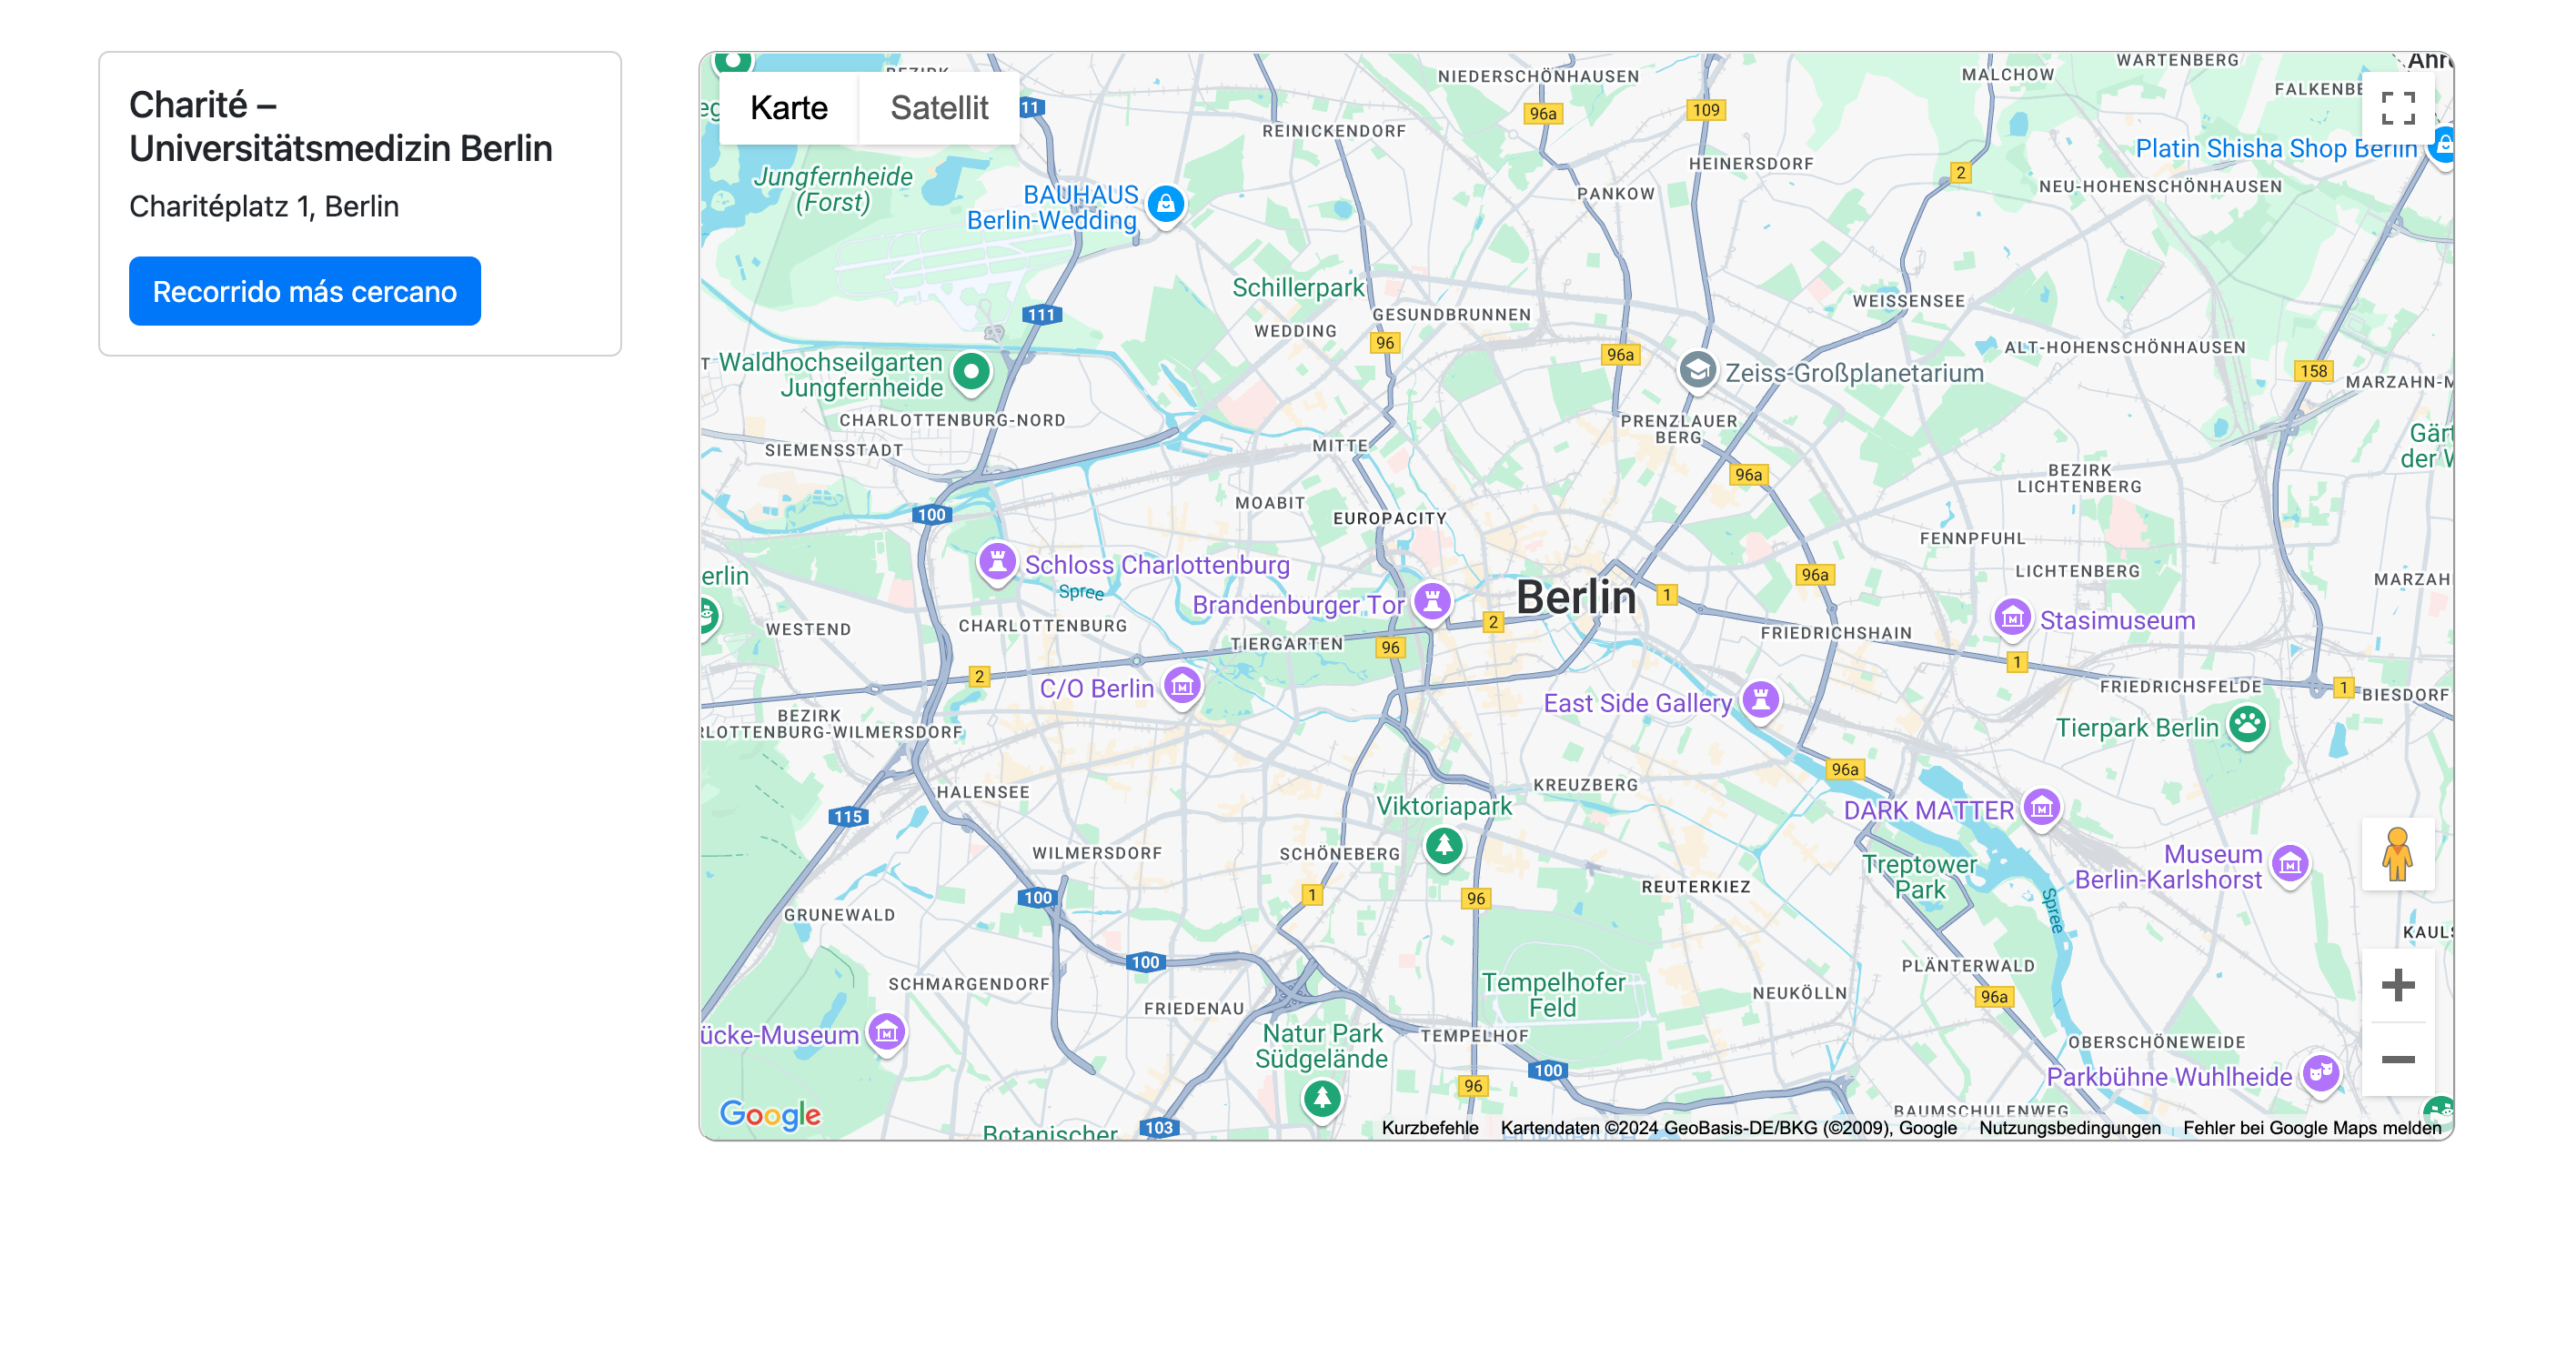 Charité –
Universitätsmedizin Berlin
Charitéplatz 1, Berlin
Recorrido más cercano
Karte
Satellit
NIEDERSCHÖNHAUSEN
MALCHOW
WARTENBERG
FALKENBE
11
96a
109
REINICKENDORF
HEINERSDORF
Platin Shisha Shop Berlin
Jungfernheide
(Forst)
BAUHAUS
Berlin-Wedding
PANKOW
2
NEU-HOHENSCHÖNHAUSEN
Schillerpark
111
WEDDING
GESUNDBRUNNEN
WEISSENSEE
96
96a
ALT-HOHENSCHÖNHAUSEN
Waldhochseilgarten
Jungfernheide
Zeiss-Großplanetarium
158
MARZAHN-M
CHARLOTTENBURG-NORD
PRENZLAUER
BERG
SIEMENSSTADT
MITTE
Gärt
der W
96a
BEZIRK
LICHTENBERG
MOABIT
100
EUROPACITY
FENNPFUHL
Schloss Charlottenburg
Spree
LICHTENBERG
96a
MARZAH
erlin
Brandenburger Tor
Berlin
1
2
Stasimuseum
WESTEND
CHARLOTTENBURG
TIERGARTEN
96
FRIEDRICHSHAIN
1
2
C/O Berlin
East Side Gallery
FRIEDRICHSFELDE
1
BIESDORF
BEZIRK
RLOTTENBURG-WILMERSDORF
Tierpark Berlin
96a
HALENSEE
KREUZBERG
115
Viktoriapark
DARK MATTER
WILMERSDORF
SCHÖNEBERG
Treptower
Park
Museum
Berlin-Karlshorst
100
1
96
REUTERKIEZ
GRUNEWALD
Spree
KAULS
100
PLÄNTERWALD
SCHMARGENDORF
Tempelhofer
Feld
NEUKÖLLN
96a
FRIEDENAU
ücke-Museum
Natur Park
Südgelände
TEMPELHOF
OBERSCHÖNEWEIDE
100
96
Parkbühne Wuhlheide
BAUMSCHULENWEG
Google
Botanischer
103
Kurzbefehle
Kartendaten ©2024 GeoBasis-DE/BKG (©2009), Google
Nutzungsbedingungen
Fehler bei Google Maps melden